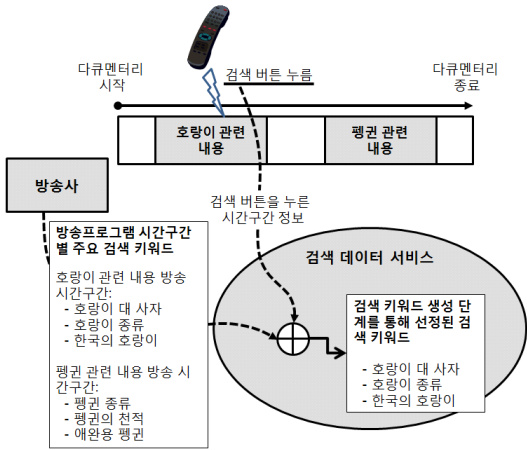 다큐멘터리
시작
검색 버튼 누름
다큐멘터리
종료
호랑이 관련
내용
펭귄 관련
내용
방송사
검색 버튼을 누른
시간구간 정보
방송프로그램 시간구간
별 주요 검색 키워드
호랑이 관련 내용 방송
시간구간:
- 호랑이 대 사자
- 호랑이 종류
- 한국의 호랑이
펭귄 관련 내용 방송 시
간구간:
- 펭귄 종류
- 펭귄의 천적
- 애완용 펭귄
검색 데이터 서비스
검색 키워드 생성 단
계를 통해 선정된 검
색 키워드
- 호랑이 대 사자
- 호랑이 종류
- 한국의 호랑이